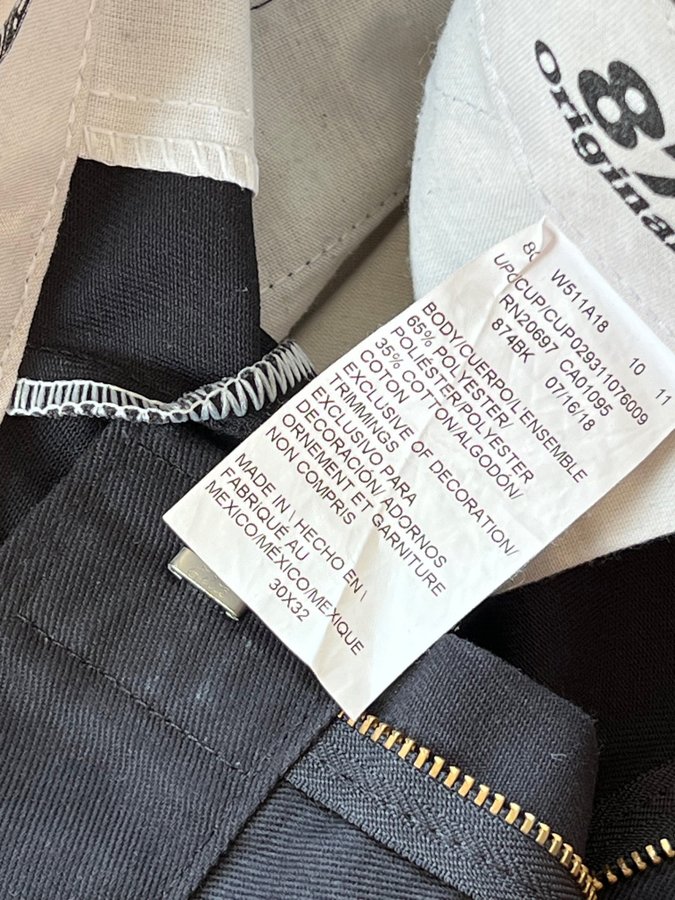 87
Original
W511A18 10 11
UPC/CUP/CUP029311076009
RN20697 CA01095
874BK 07/16/18
BODY/CUERPO/L'ENSEMBLE
65% POLYESTER/
POLIÉSTER/POLYESTER
35% COTTON/ALGODÓN/
COTON
EXCLUSIVE OF DECORATION/
TRIMMINGS
EXCLUSIVO PARA
DECORACIÓN/ ADORNOS
ORNEMENT ET GARNITURE
NON COMPRIS
MADE IN \ HECHO EN \
FABRIQUÉ AU
MEXICO/MÉXICO/MEXIQUE
30X32